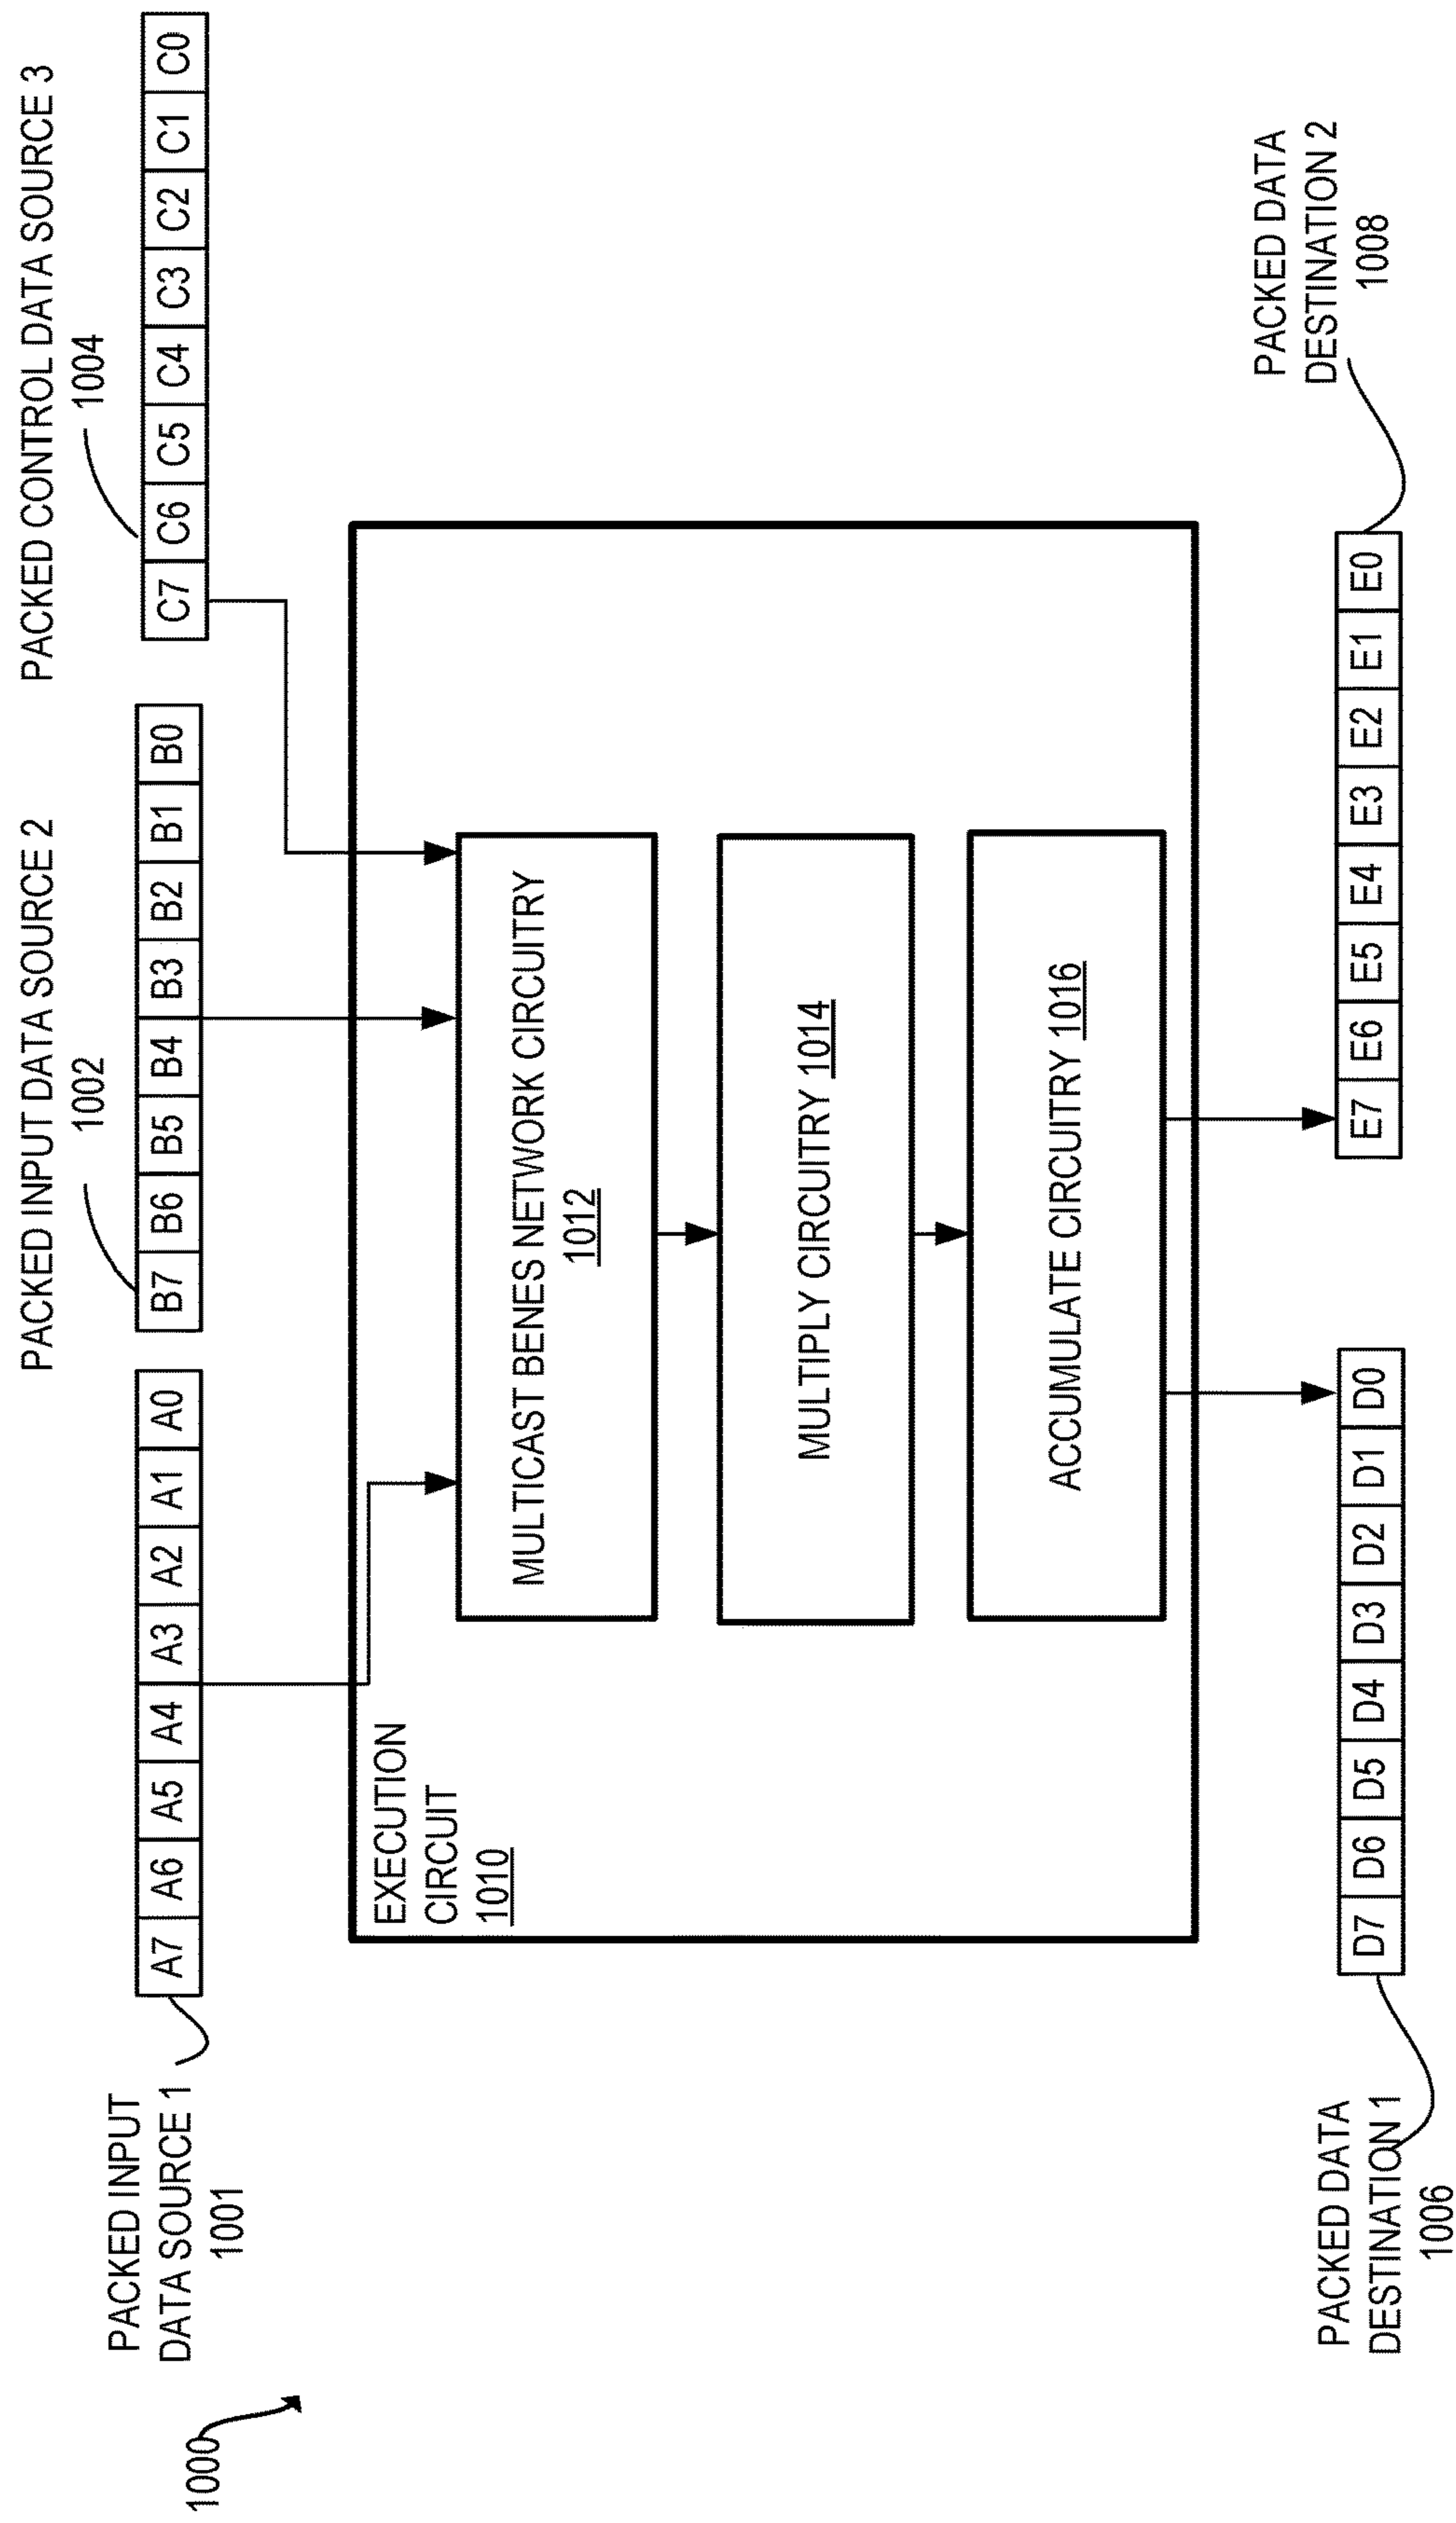 1000
PACKED INPUT
DATA SOURCE 1
1001
A7 A6 A5 A4 A3 A2 A1 A0
PACKED INPUT DATA SOURCE 2
1002
B7 B6 B5 B4 B3 B2 B1 B0
PACKED CONTROL DATA SOURCE 3
1004
C7 C6 C5 C4 C3 C2 C1 C0
EXECUTION
CIRCUIT
1010
MULTICAST BENES NETWORK CIRCUITRY
1012
MULTIPLY CIRCUITRY 1014
ACCUMULATE CIRCUITRY 1016
PACKED DATA
DESTINATION 1
1006
D7 D6 D5 D4 D3 D2 D1 D0
E7 E6 E5 E4 E3 E2 E1 E0
PACKED DATA
DESTINATION 2
1008